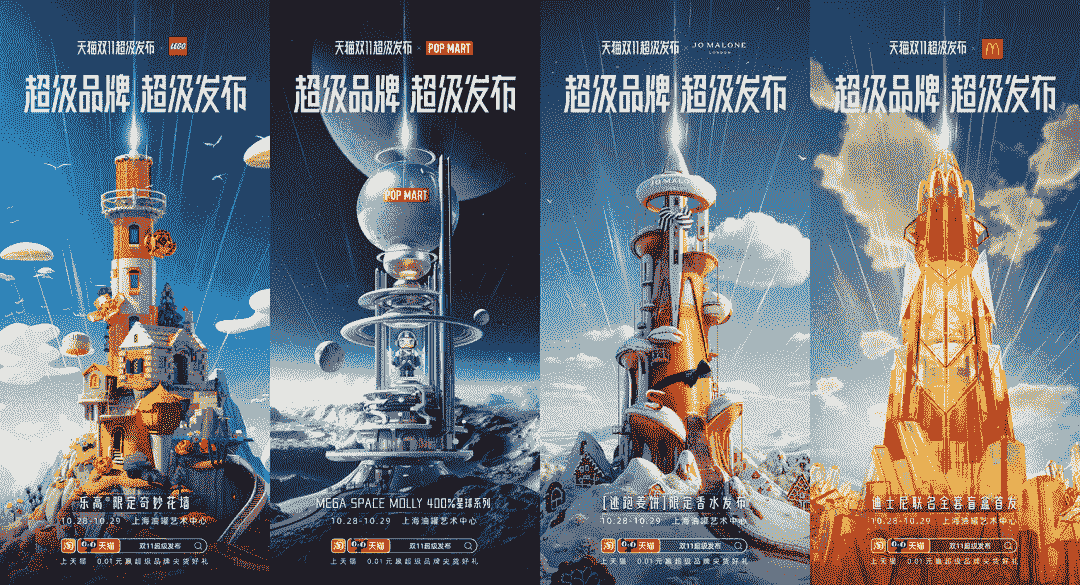 天猫双11超级发布 × LEGO
超级品牌 超级发布
乐高®限定奇妙花墙
10.28-10.29 上海油罐艺术中心
淘 天猫 双11超级发布
上天猫 0.01元赢超级品牌尖货好礼
天猫双11超级发布 × POP MART
超级品牌 超级发布
POP MART
MEGA SPACE MOLLY 400%星球系列
10.28-10.29 上海油罐艺术中心
淘 天猫 双11超级发布
上天猫 0.01元赢超级品牌尖货好礼
天猫双11超级发布 × JO MALONE
LONDON
超级品牌 超级发布
JO MALO
姜饼]限定香水发布
10.28-10.29 上海油罐艺术中心
淘 天猫 双11超级发布
上天猫 0.01元赢超级品牌尖货好礼
天猫双11超级发布
超级品牌 超级发布
迪士尼联名全套盲盒首发
10.28-10.29 上海油罐艺术中心
淘 天猫 双11超级发布
上天猫 0.01元赢超级品牌尖货好礼